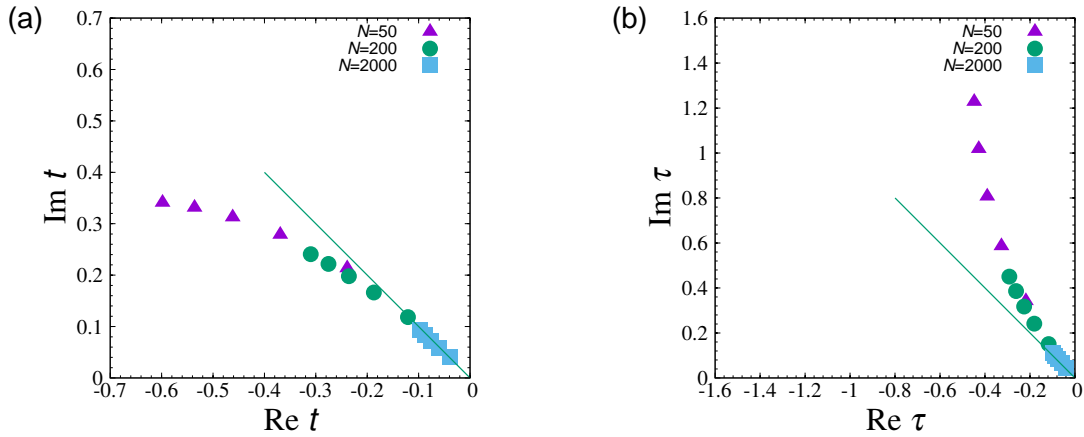 (a)
0.7
0.6
0.5
0.4
0.3
0.2
0.1
0
-0.7 -0.6 -0.5 -0.4 -0.3 -0.2 -0.1 0
Im t
Re t
N=50
N=200
N=2000
(b)
1.6
1.4
1.2
1
0.8
0.6
0.4
0.2
0
-1.6 -1.4 -1.2 -1 -0.8 -0.6 -0.4 -0.2 0
Im τ
Re τ
N=50
N=200
N=2000